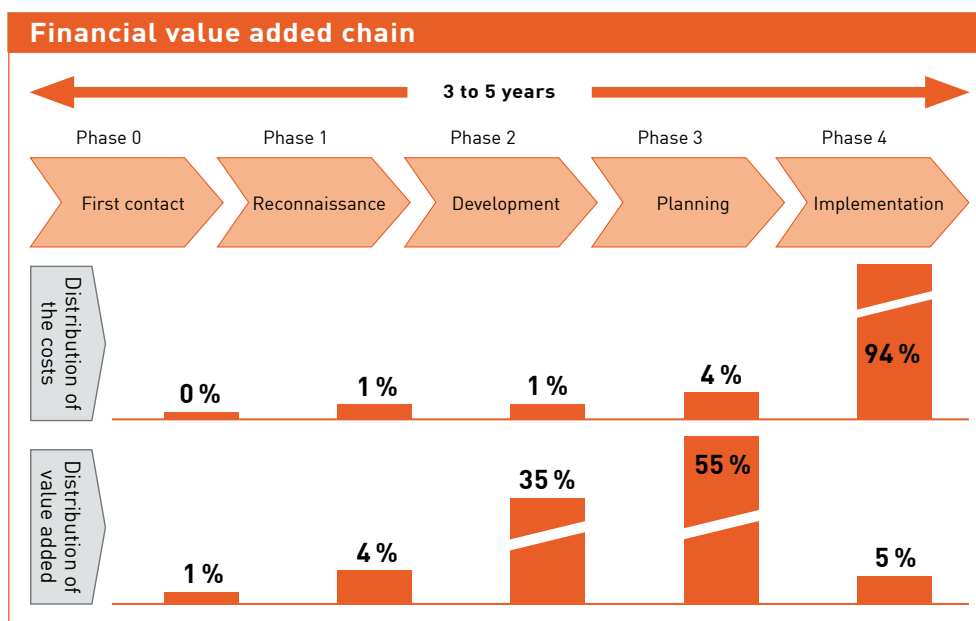 Financial value added chain
3 to 5 years
Phase 0
Phase 1
Phase 2
Phase 3
Phase 4
First contact
Reconnaissance
Development
Planning
Implementation
Distribution of
the costs
0 %
1 %
1 %
4 %
94 %
Distribution of
value added
1 %
4 %
35 %
55 %
5 %